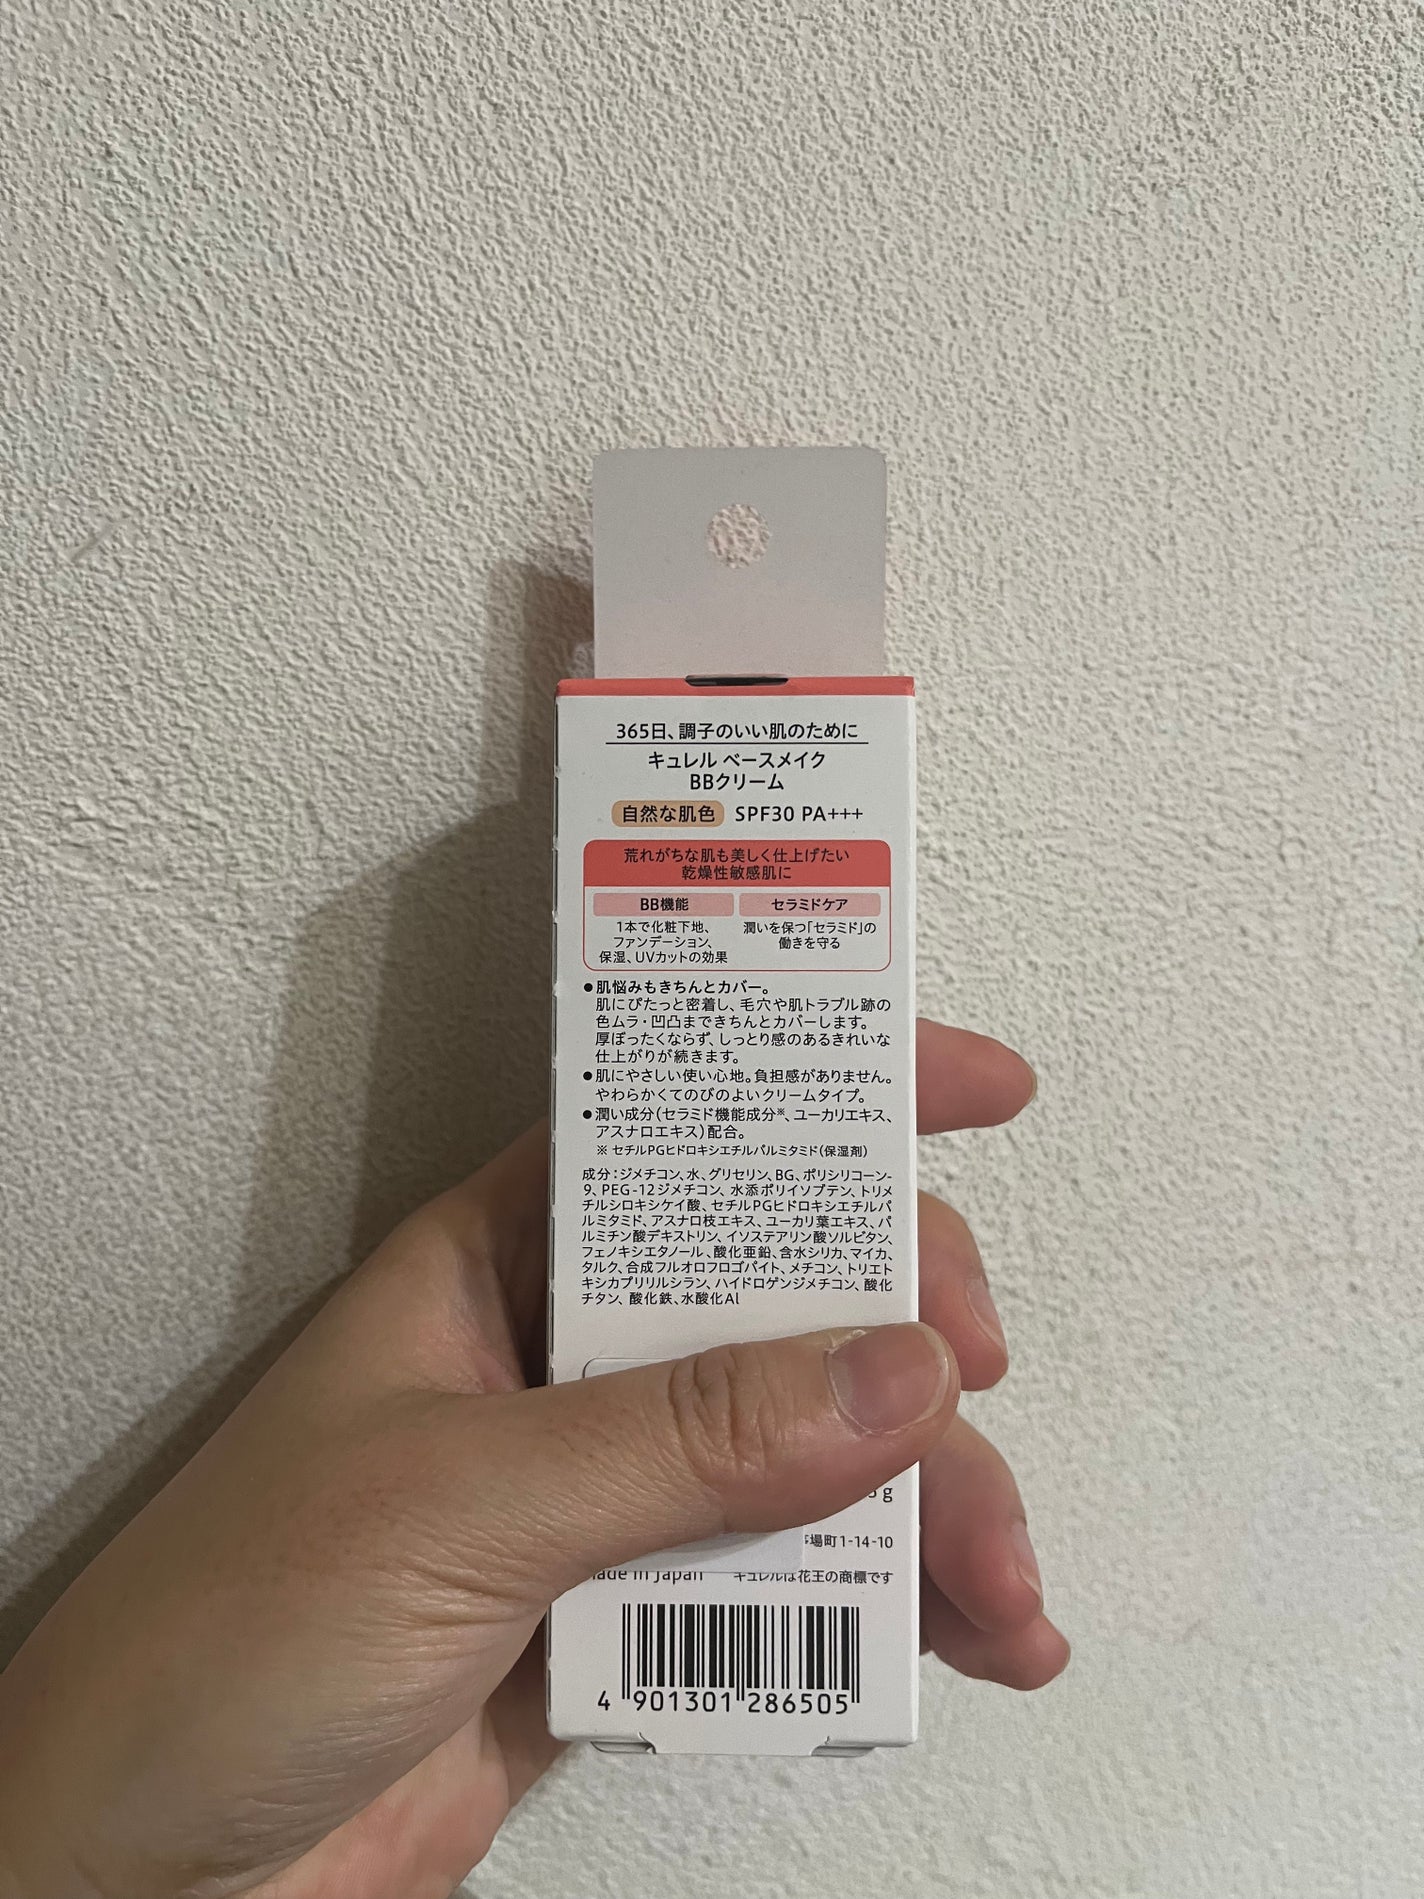 365日、調子のいい肌のために
キュレル ベースメイク
BBクリーム
自然な肌色 SPF30 PA+++
荒れがちな肌も美しく仕上げたい
乾燥性敏感肌に
BB機能
1本で化粧下地、
ファンデーション、
保湿、UVカットの効果
セラミドケア
潤いを保つ「セラミド」の
働きを守る
●肌悩みもきちんとカバー。
肌にぴたっと密着し、毛穴や肌トラブル跡の
色ムラ・凹凸まできちんとカバーします。
厚ぼったくならず、しっとり感のあるきれいな
仕上がりが続きます。
●肌にやさしい使い心地。負担感がありません。
やわらかくてのびのよいクリームタイプ。
●潤い成分(セラミド機能成分※、ユーカリエキス、
アスナロエキス)配合。
※ セチルPGヒドロキシエチルパルミタミド(保湿剤)
成分:ジメチコン、水、グリセリン、BG、ポリシリコーン-
9、PEG-12ジメチコン、水添ポリイソブテン、トリメ
チルシロキシケイ酸、セチルPGヒドロキシエチルパ
ルミタミド、アスナロ枝エキス、ユーカリ葉エキス、パ
ルミチン酸デキストリン、イソステアリン酸ソルビタン、
フェノキシエタノール、酸化亜鉛、含水シリカ、マイカ、
タルク、合成フルオロフロゴパイト、メチコン、トリエト
キシカプリリルシラン、ハイドロゲンジメチコン、酸化
チタン、酸化鉄、水酸化Al
g
場町1-14-10
in Japan キュレルは花王の商標です
4 901301 286505